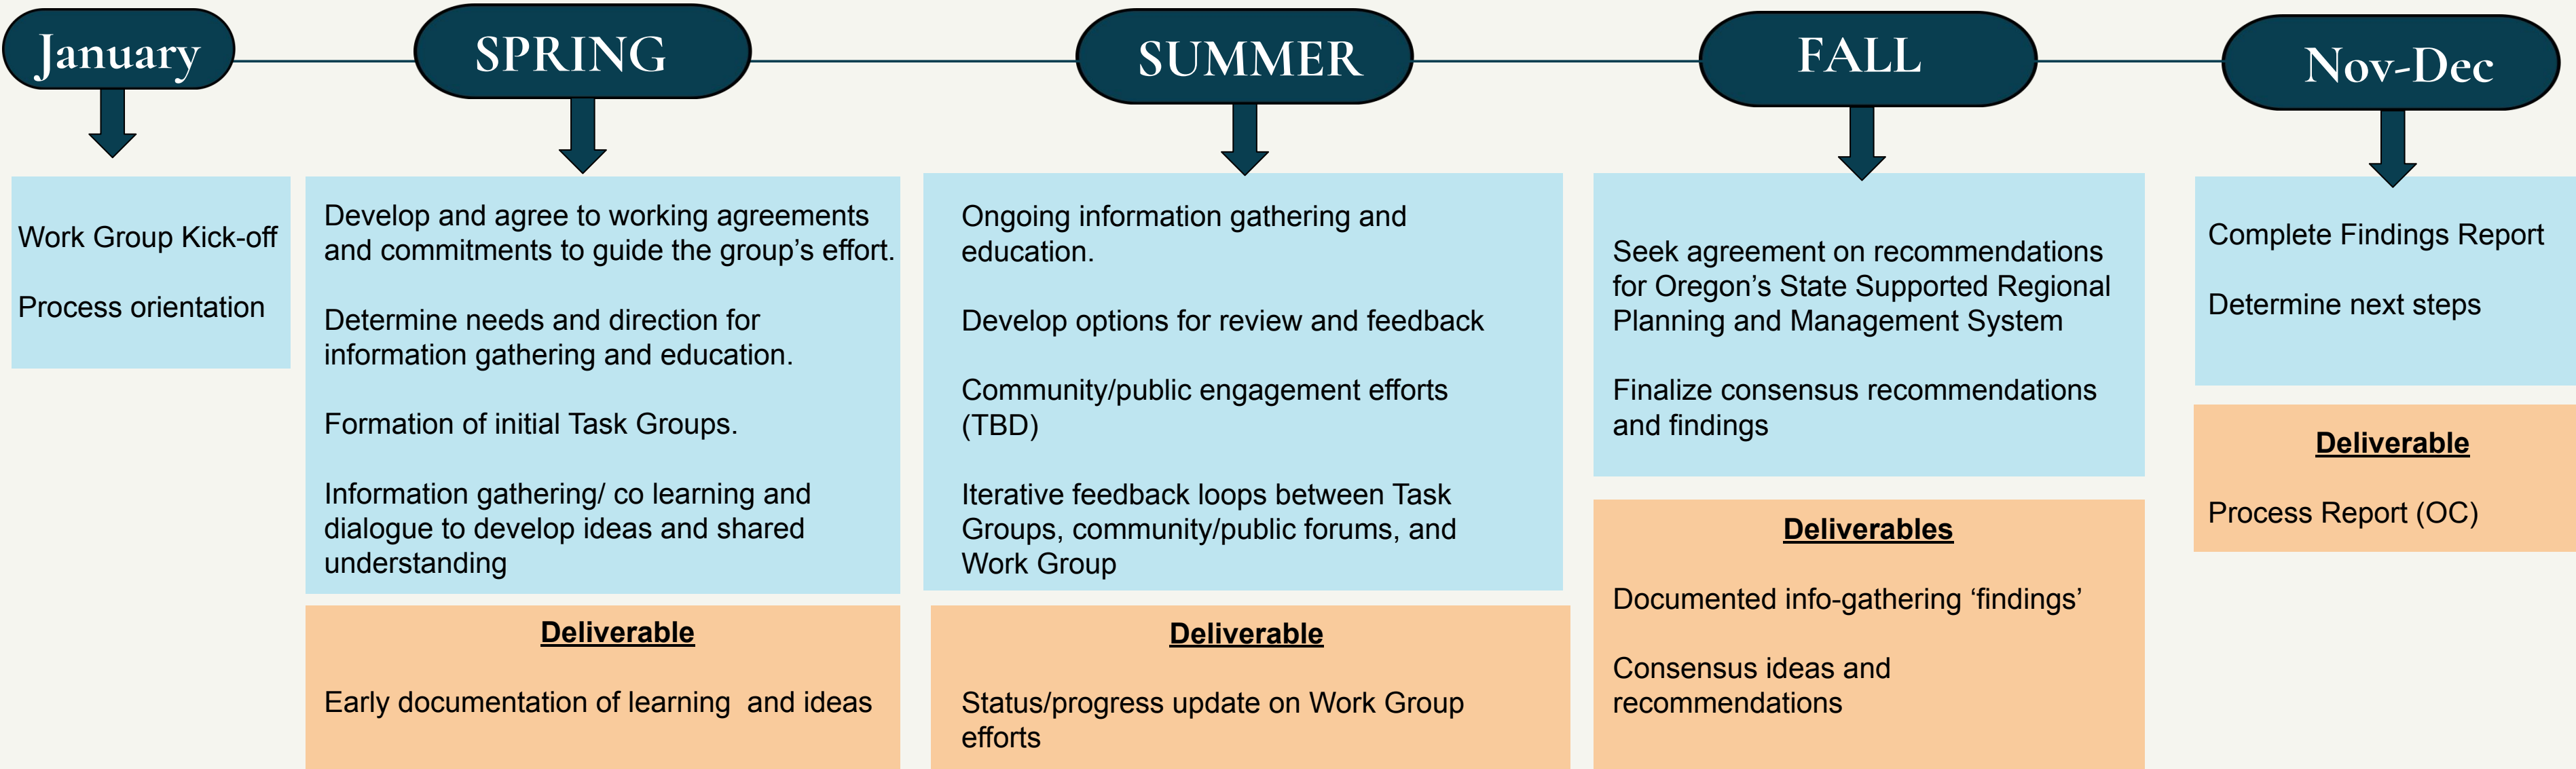 January
Work Group Kick-off
Process orientation
SPRING
Develop and agree to working agreements
and commitments to guide the group’s effort.
Determine needs and direction for
information gathering and education.
Formation of initial Task Groups.
Information gathering/ co learning and
dialogue to develop ideas and shared
understanding
Deliverable
Early documentation of learning  and ideas
SUMMER
Ongoing information gathering and
education.
Develop options for review and feedback
Community/public engagement efforts
(TBD)
Iterative feedback loops between Task
Groups, community/public forums, and
Work Group
Deliverable
Status/progress update on Work Group
efforts
FALL
Seek agreement on recommendations
for Oregon’s State Supported Regional
Planning and Management System
Finalize consensus recommendations
and findings
Deliverables
Documented info-gathering ‘findings’
Consensus ideas and
recommendations
Nov-Dec
Complete Findings Report
Determine next steps
Deliverable
Process Report (OC)